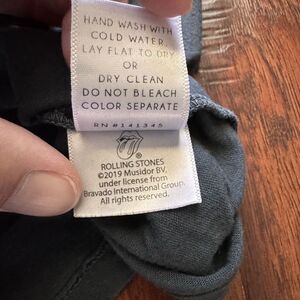 HAND WASH WITH
COLD WATER
LAY FLAT TO DRY
OR
DRY CLEAN
DO NOT BLEACH
COLOR SEPARATE
RN #141345
ROLLING STONES
©2019 Musidor BV.
under license from
Bravado International Group.
All rights reserved.